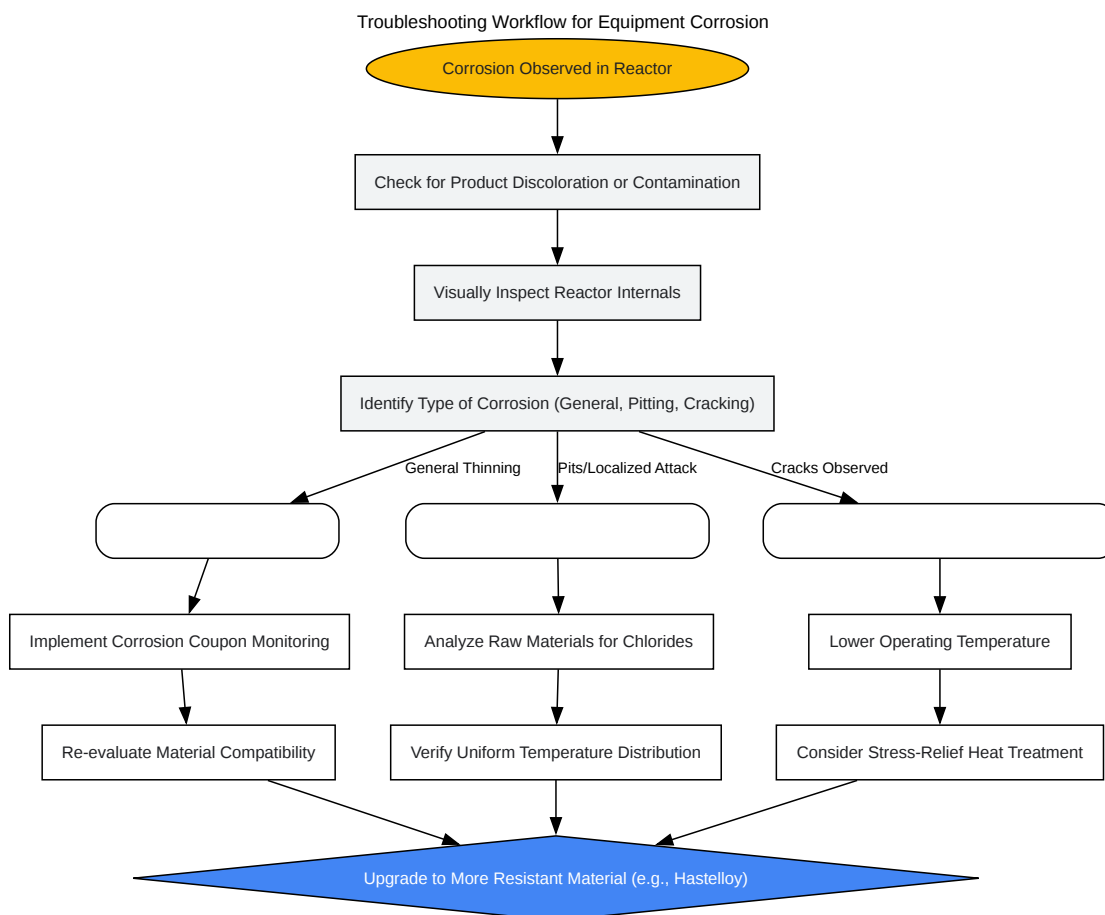 Troubleshooting Workflow for Equipment Corrosion
Corrosion Observed in Reactor
Check for Product Discoloration or Contamination
Visually Inspect Reactor Internals
Identify Type of Corrosion (General, Pitting, Cracking)
General Thinning
Pits/Localized Attack
Cracks Observed
Implement Corrosion Coupon Monitoring
Analyze Raw Materials for Chlorides
Lower Operating Temperature
Re-evaluate Material Compatibility
Verify Uniform Temperature Distribution
Consider Stress-Relief Heat Treatment
Upgrade to More Resistant Material (e.g., Hastelloy)